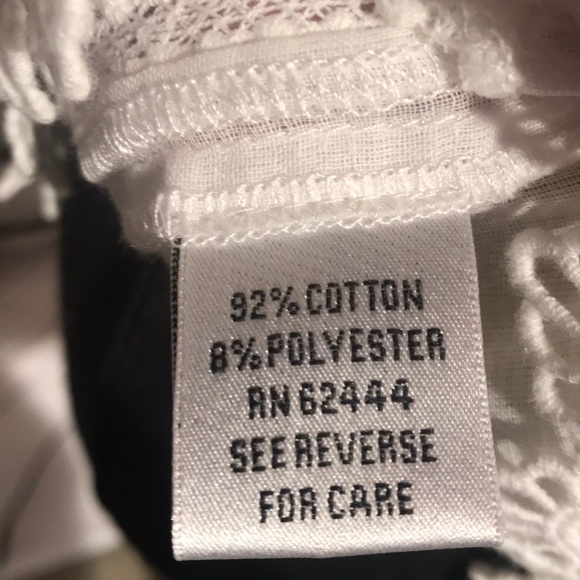 92% COTTON
8% POLYESTER
RN 62444
SEE REVERSE
FOR CARE